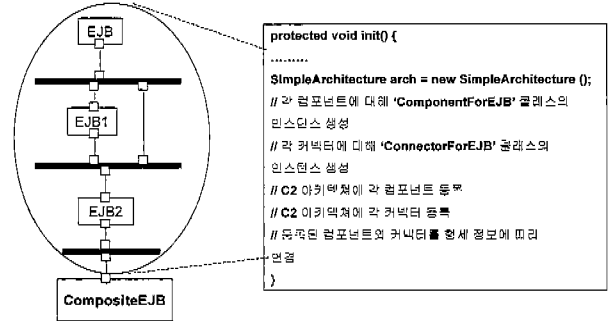 EJB
EJB1
EJB2
CompositeEJB
protected void init() {
.........
SimpleArchitecture arch = new SimpleArchitecture ();
// 각 컴포넌트에 대해 'ComponentForEJB' 클래스의
인스턴스 생성
// 각 커넥터에 대해 'ConnectorForEJB' 클래스의
인스턴스 생성
// C2 아키텍쳐에 각 컴포넌트 등록
// C2 아키텍쳐에 각 커넥터 등록
// 등록된 컴포넌트와 커넥터를 상세 정보에 따라
연결
}